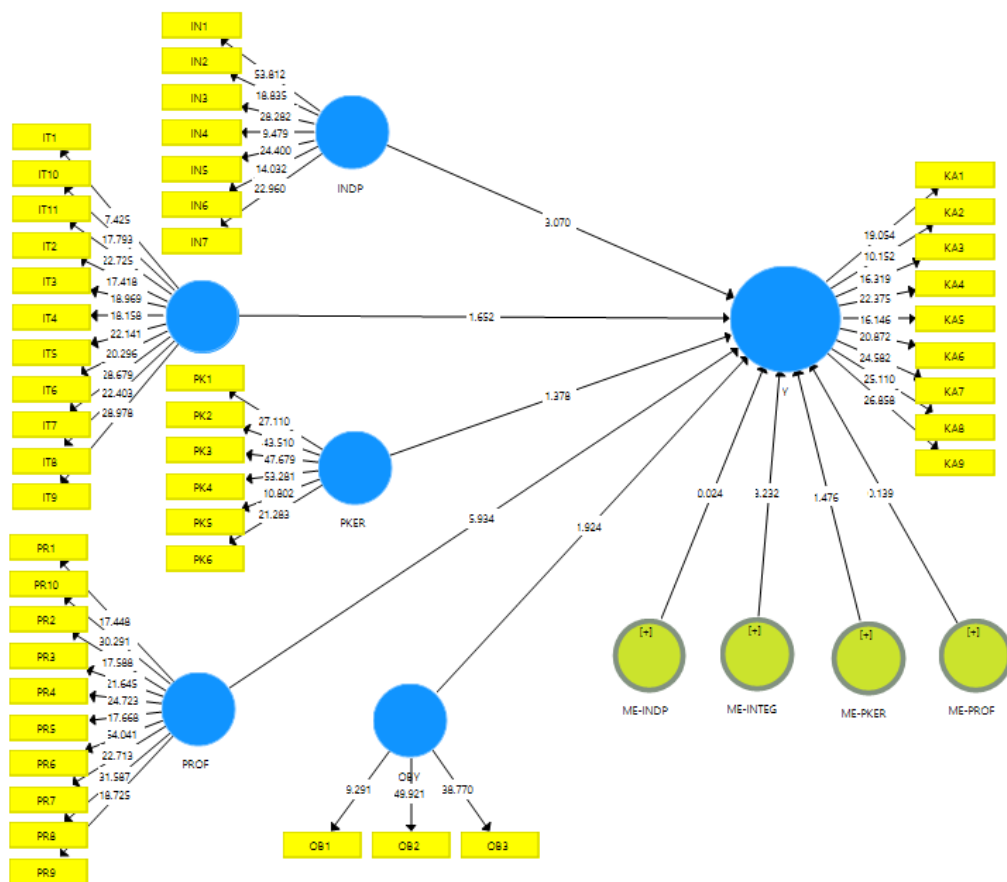 IN1
IN2
IN3
IN4
IN5
IN6
IN7
53.812
18.835
28.282
9.479
24.400
14.032
22.960
INDP
IT1
IT10
IT11
IT2
IT3
IT4
IT5
IT6
IT7
IT8
IT9
7.425
17.793
22.725
17.418
18.969
18.158
22.141
20.296
28.679
22.403
28.978
PK1
PK2
PK3
PK4
PK5
PK6
27.110
43.510
47.679
53.281
10.802
21.283
PKER
PR1
PR10
PR2
PR3
PR4
PR5
PR6
PR7
PR8
PR9
17.448
30.291
17.588
21.645
24.723
17.668
54.041
22.713
31.587
18.725
PROF
3.070
1.652
1.378
5.934
1.924
KA1
KA2
KA3
KA4
KA5
KA6
KA7
KA8
KA9
19.054
10.152
16.319
22.375
16.146
20.872
24.582
25.110
26.858
Y
0.024
3.232
1.476
0.139
[+]
[+]
[+]
[+]
ME-INDP
ME-INTEG
ME-PKER
ME-PROF
OBY
9.291
49.921
38.770
OB1
OB2
OB3